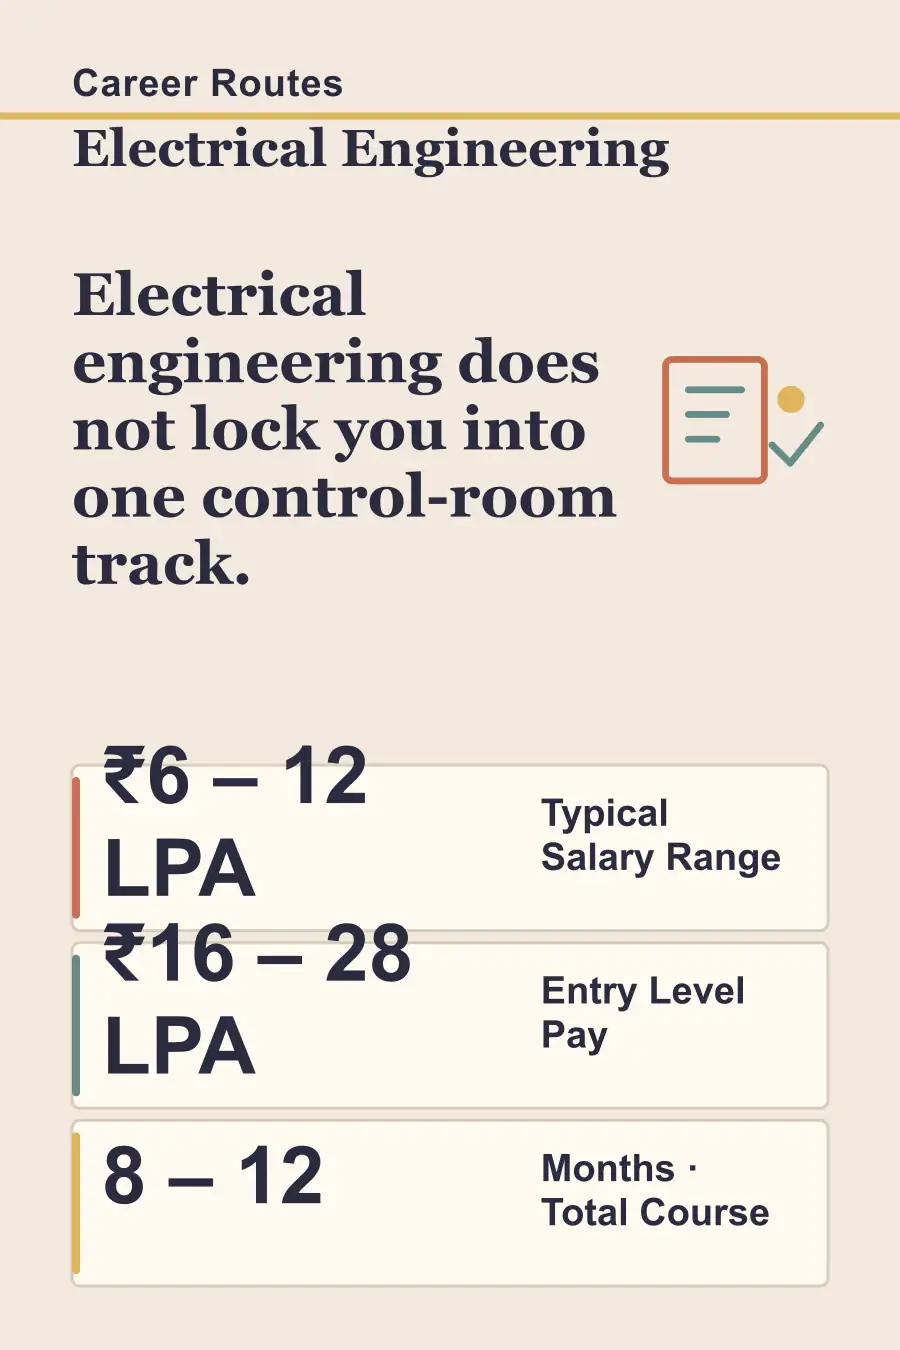 Career Routes
Electrical Engineering
Electrical
engineering does
not lock you into
one control-room
track.
₹6 – 12
LPA
Typical
Salary Range
₹16 – 28
LPA
Entry Level
Pay
8 – 12
Months ·
Total Course